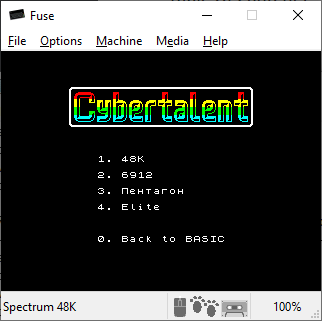 Fuse
File Options Machine Media Help
Cybertalent
1. 48K
2. 6912
3. Пентагон
4. Elite
0. Back to BASIC
Spectrum 48K 100%